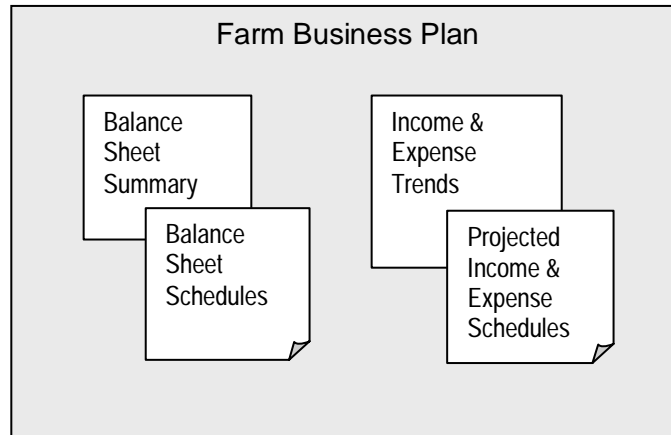 Farm Business Plan
Balance
Sheet
Summary
Balance
Sheet
Schedules
Income &
Expense
Trends
Projected
Income &
Expense
Schedules